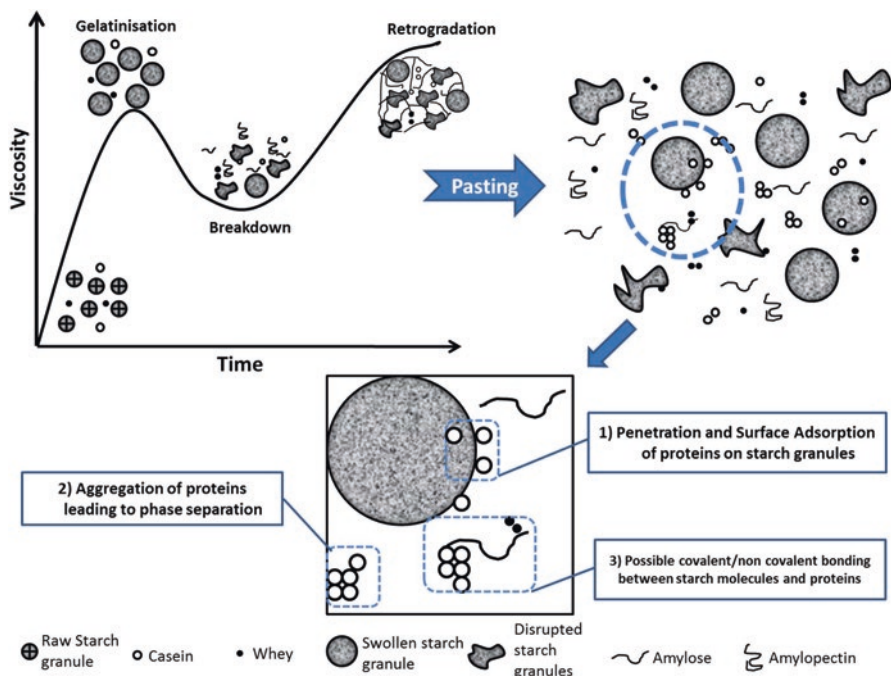 Gelatinisation
Retrogradation
Viscosity
Breakdown
Time
Pasting
1) Penetration and Surface Adsorption
of proteins on starch granules
2) Aggregation of proteins
leading to phase separation
3) Possible covalent/non covalent bonding
between starch molecules and proteins
Raw Starch
granule
Casein
Whey
Swollen starch
granule
Disrupted
starch
granules
Amylose
Amylopectin